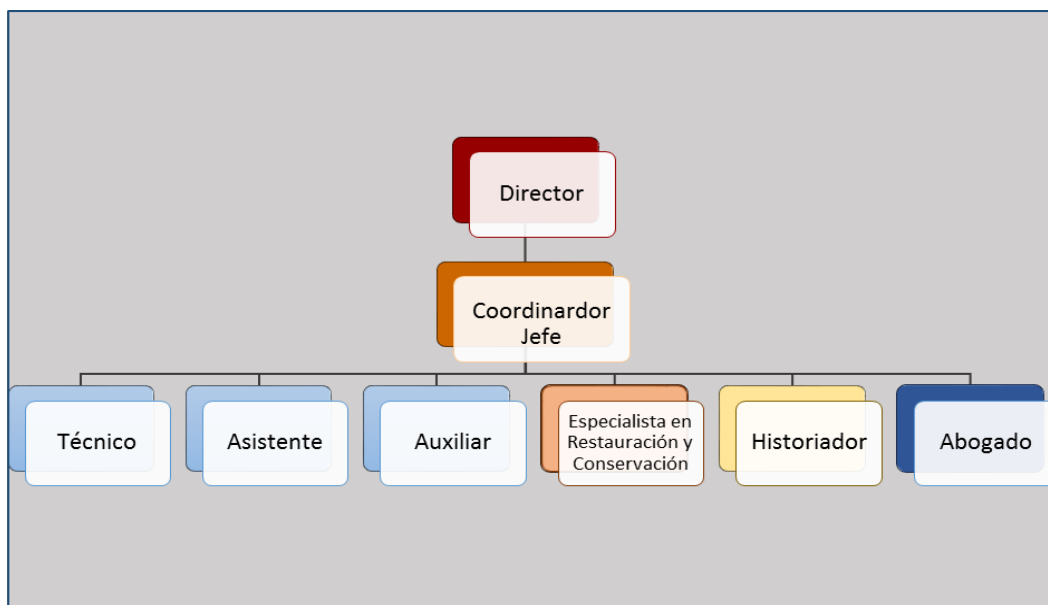 Director
Coordinardor
Jefe
Técnico
Asistente
Auxiliar
Especialista en
Restauración y
Conservación
Historiador
Abogado